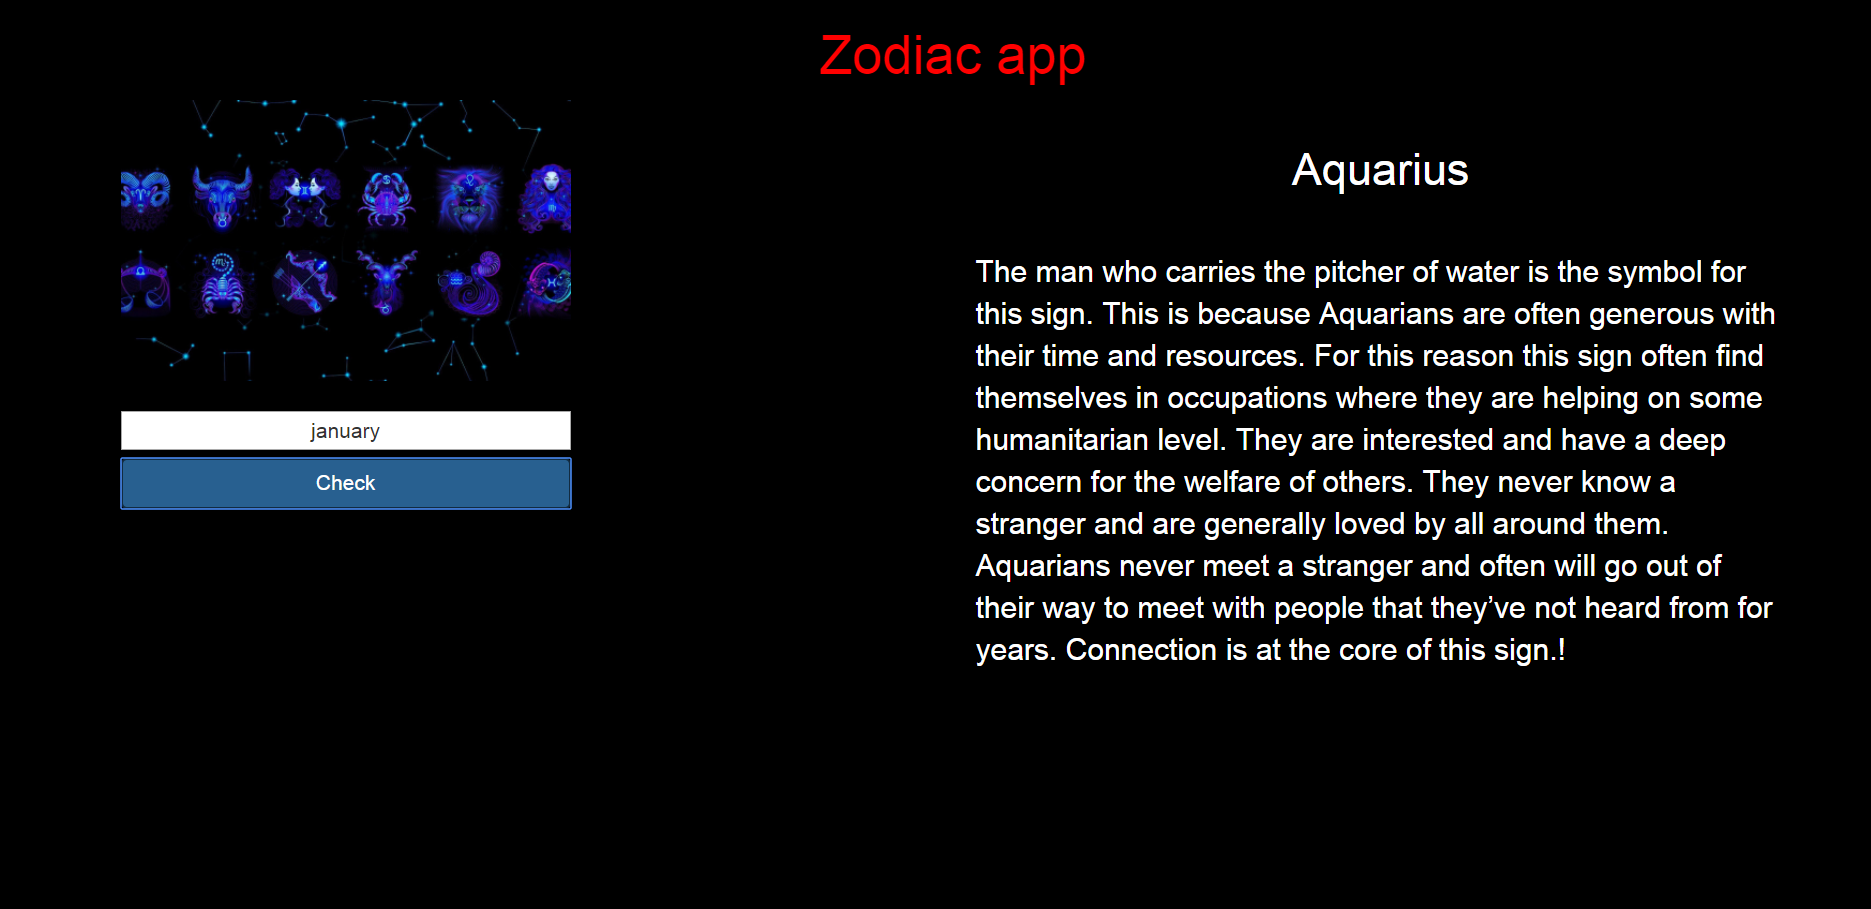 Zodiac app
january
Check
Aquarius
The man who carries the pitcher of water is the symbol for
this sign. This is because Aquarians are often generous with
their time and resources. For this reason this sign often find
themselves in occupations where they are helping on some
humanitarian level. They are interested and have a deep
concern for the welfare of others. They never know a
stranger and are generally loved by all around them.
Aquarians never meet a stranger and often will go out of
their way to meet with people that they’ve not heard from for
years. Connection is at the core of this sign.!